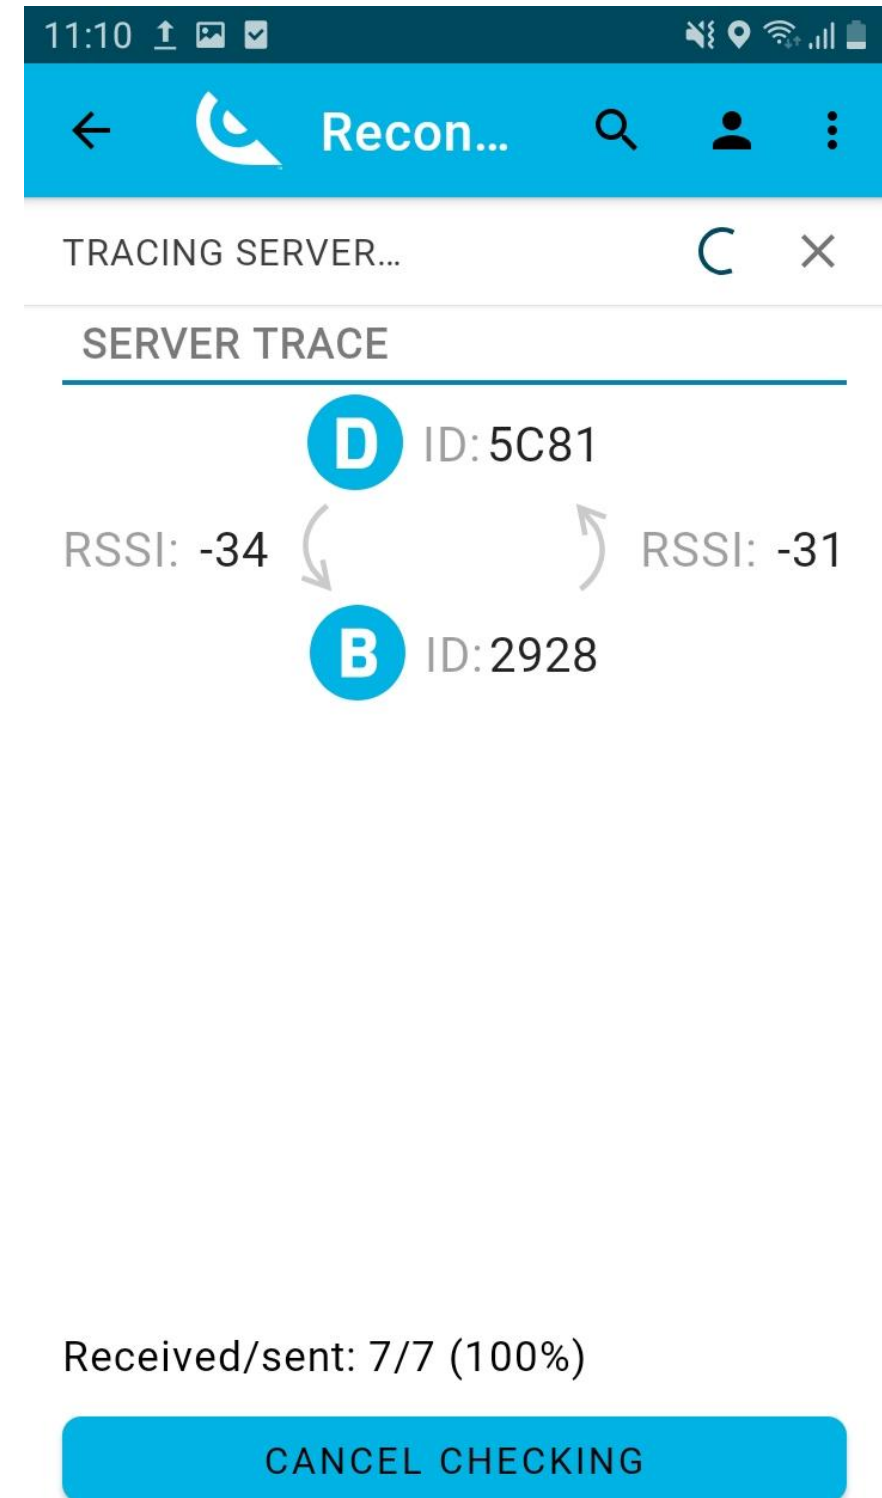 11:10
Recon...
TRACING SERVER...
SERVER TRACE
D ID: 5C81
RSSI: -34 RSSI: -31
B ID: 2928
Received/sent: 7/7 (100%)
CANCEL CHECKING